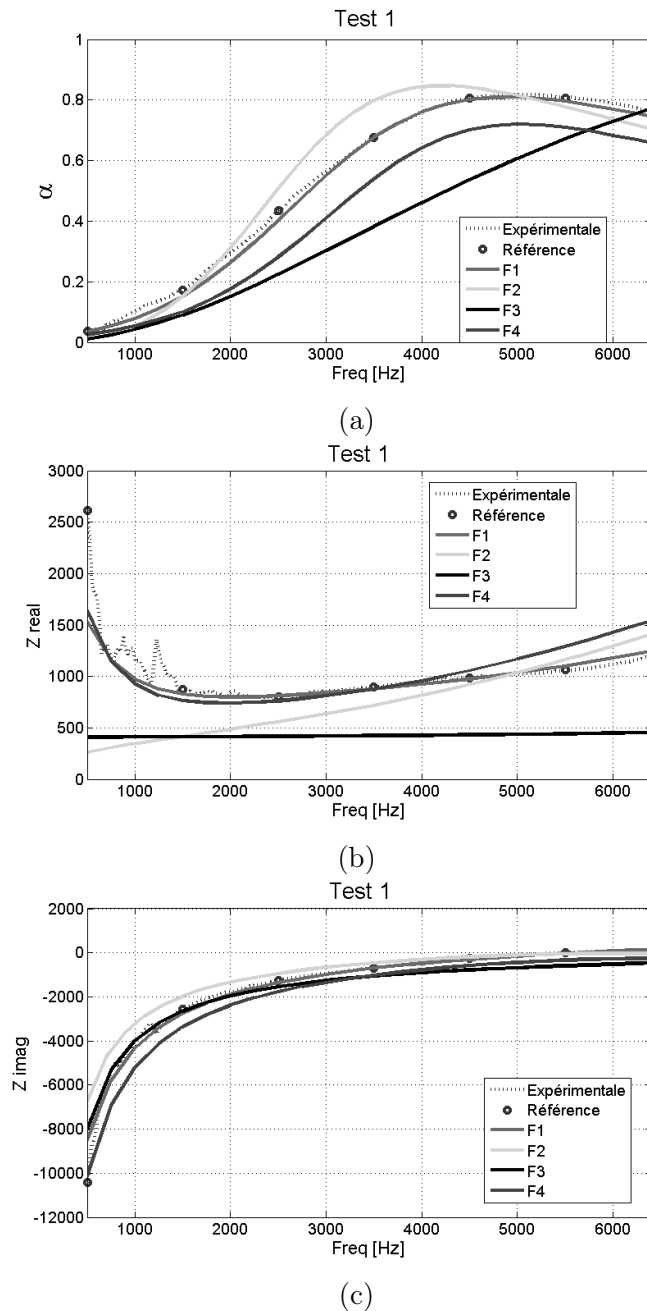 Test 1
1
0.8
0.6
0.4
0.2
0
α
Expérimentale
Référence
F1
F2
F3
F4
1000 2000 3000 4000 5000 6000
Freq [Hz]
(a)
Test 1
3000
2500
2000
1500
1000
500
0
Z real
Expérimentale
Référence
F1
F2
F3
F4
1000 2000 3000 4000 5000 6000
Freq [Hz]
(b)
Test 1
2000
0
-2000
-4000
-6000
-8000
-10000
-12000
Z imag
Expérimentale
Référence
F1
F2
F3
F4
1000 2000 3000 4000 5000 6000
Freq [Hz]
(c)